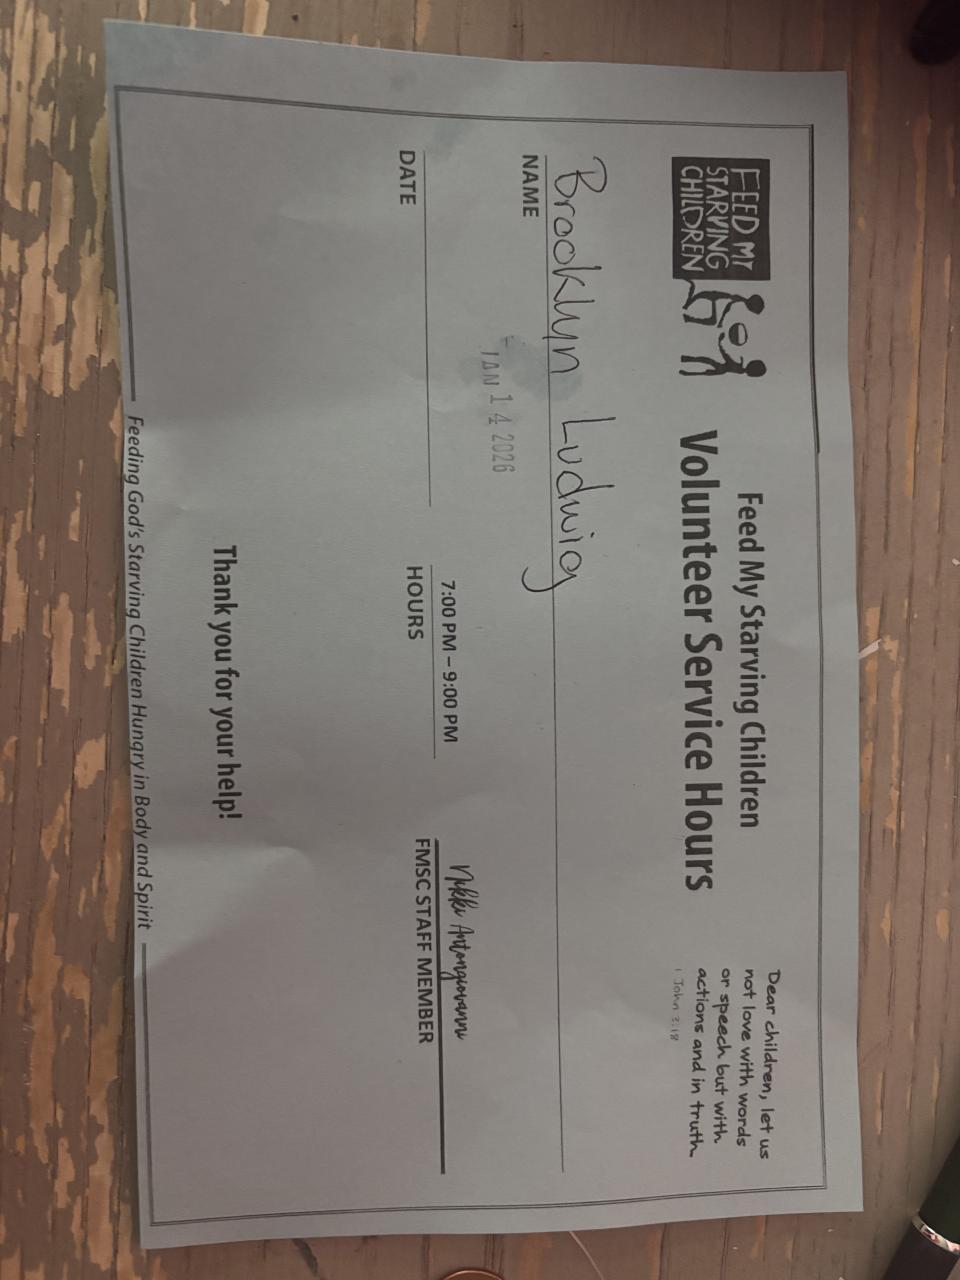 FEED MY
STARVING
CHILDREN
Feed My Starving Children
Volunteer Service Hours
Dear children, let us
not love with words
or speech but with
actions and in truth.
1 John 3:18
Brooklyn Ludwig
NAME
JAN 14 2026
DATE
7:00 PM – 9:00 PM
HOURS
Nikki Antongiovanni
FMSC STAFF MEMBER
Thank you for your help!
Feeding God's Starving Children Hungry in Body and Spirit